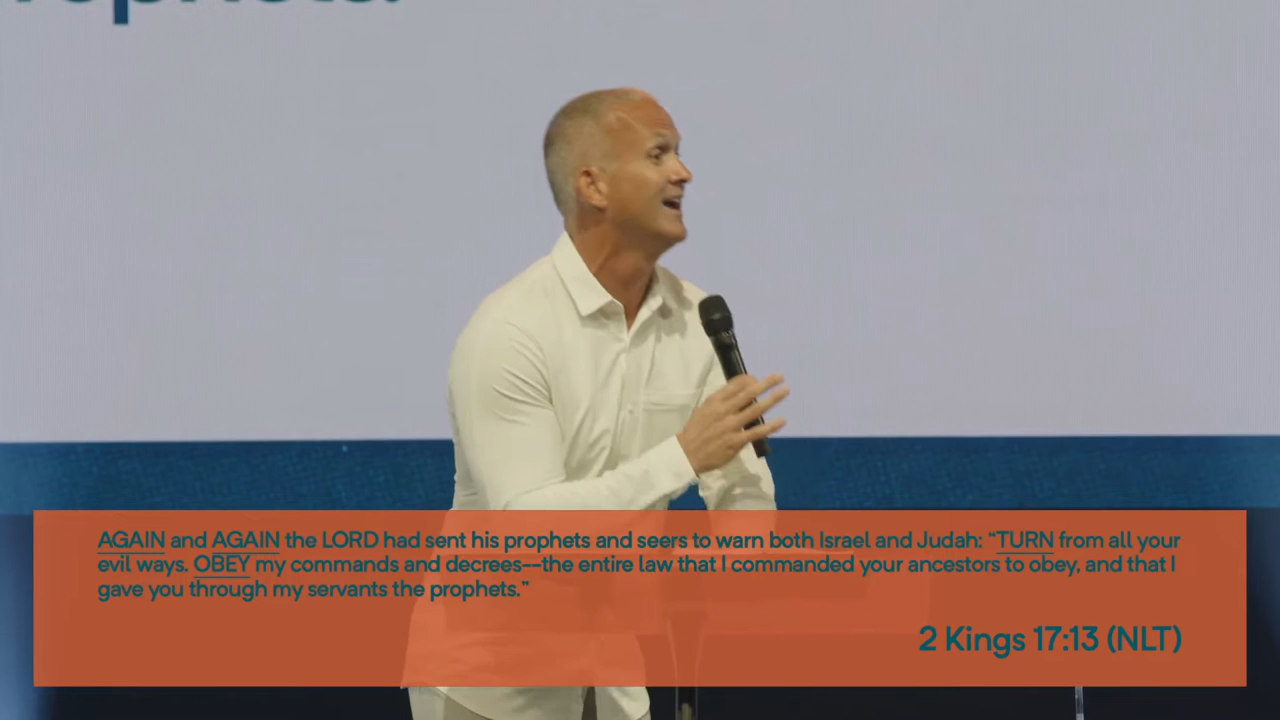 AGAIN and AGAIN the LORD had sent his prophets and seers to warn both Israel and Judah: “TURN from all your
evil ways. OBEY my commands and decrees--the entire law that I commanded your ancestors to obey, and that I
gave you through my servants the prophets.”
2 Kings 17:13 (NLT)